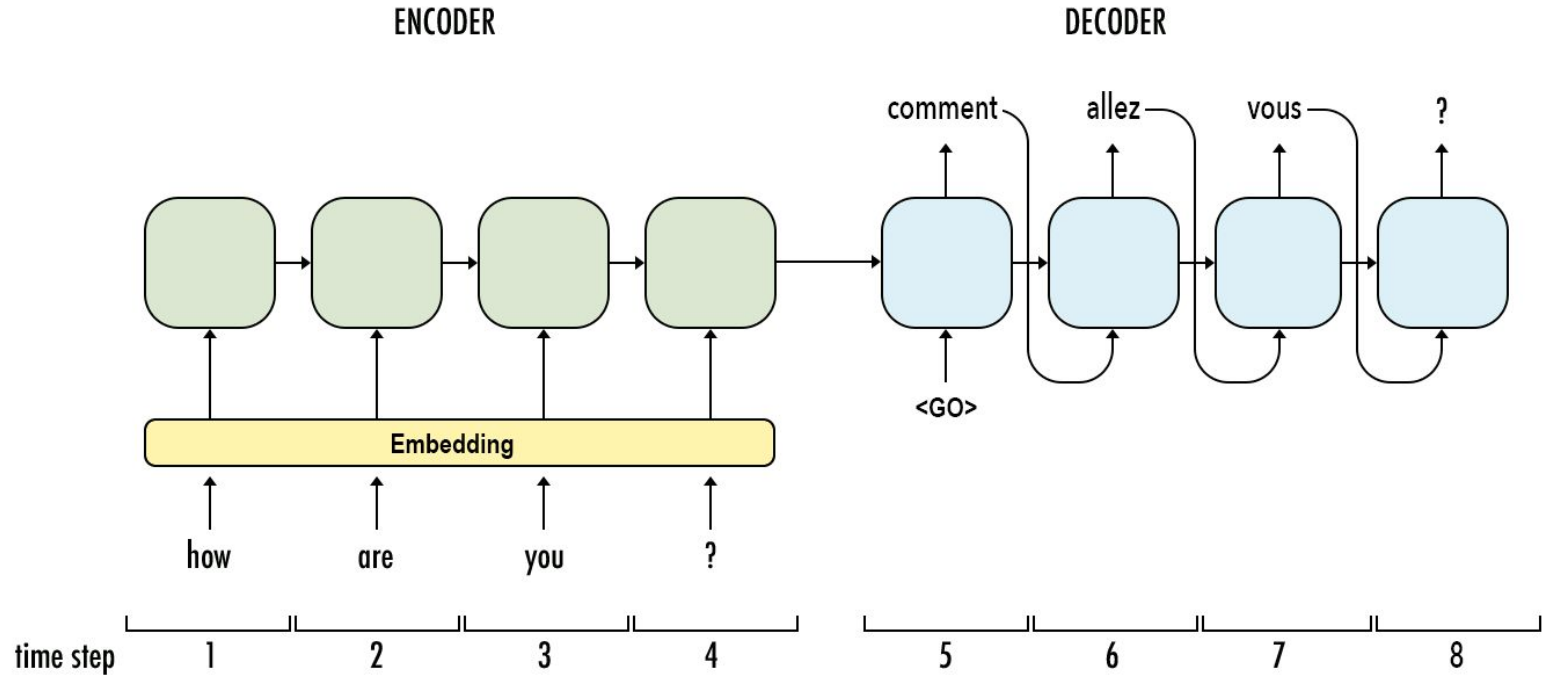 ENCODER DECODER
comment allez vous ?
<GO>
Embedding
how are you ?
time step 1 2 3 4 5 6 7 8